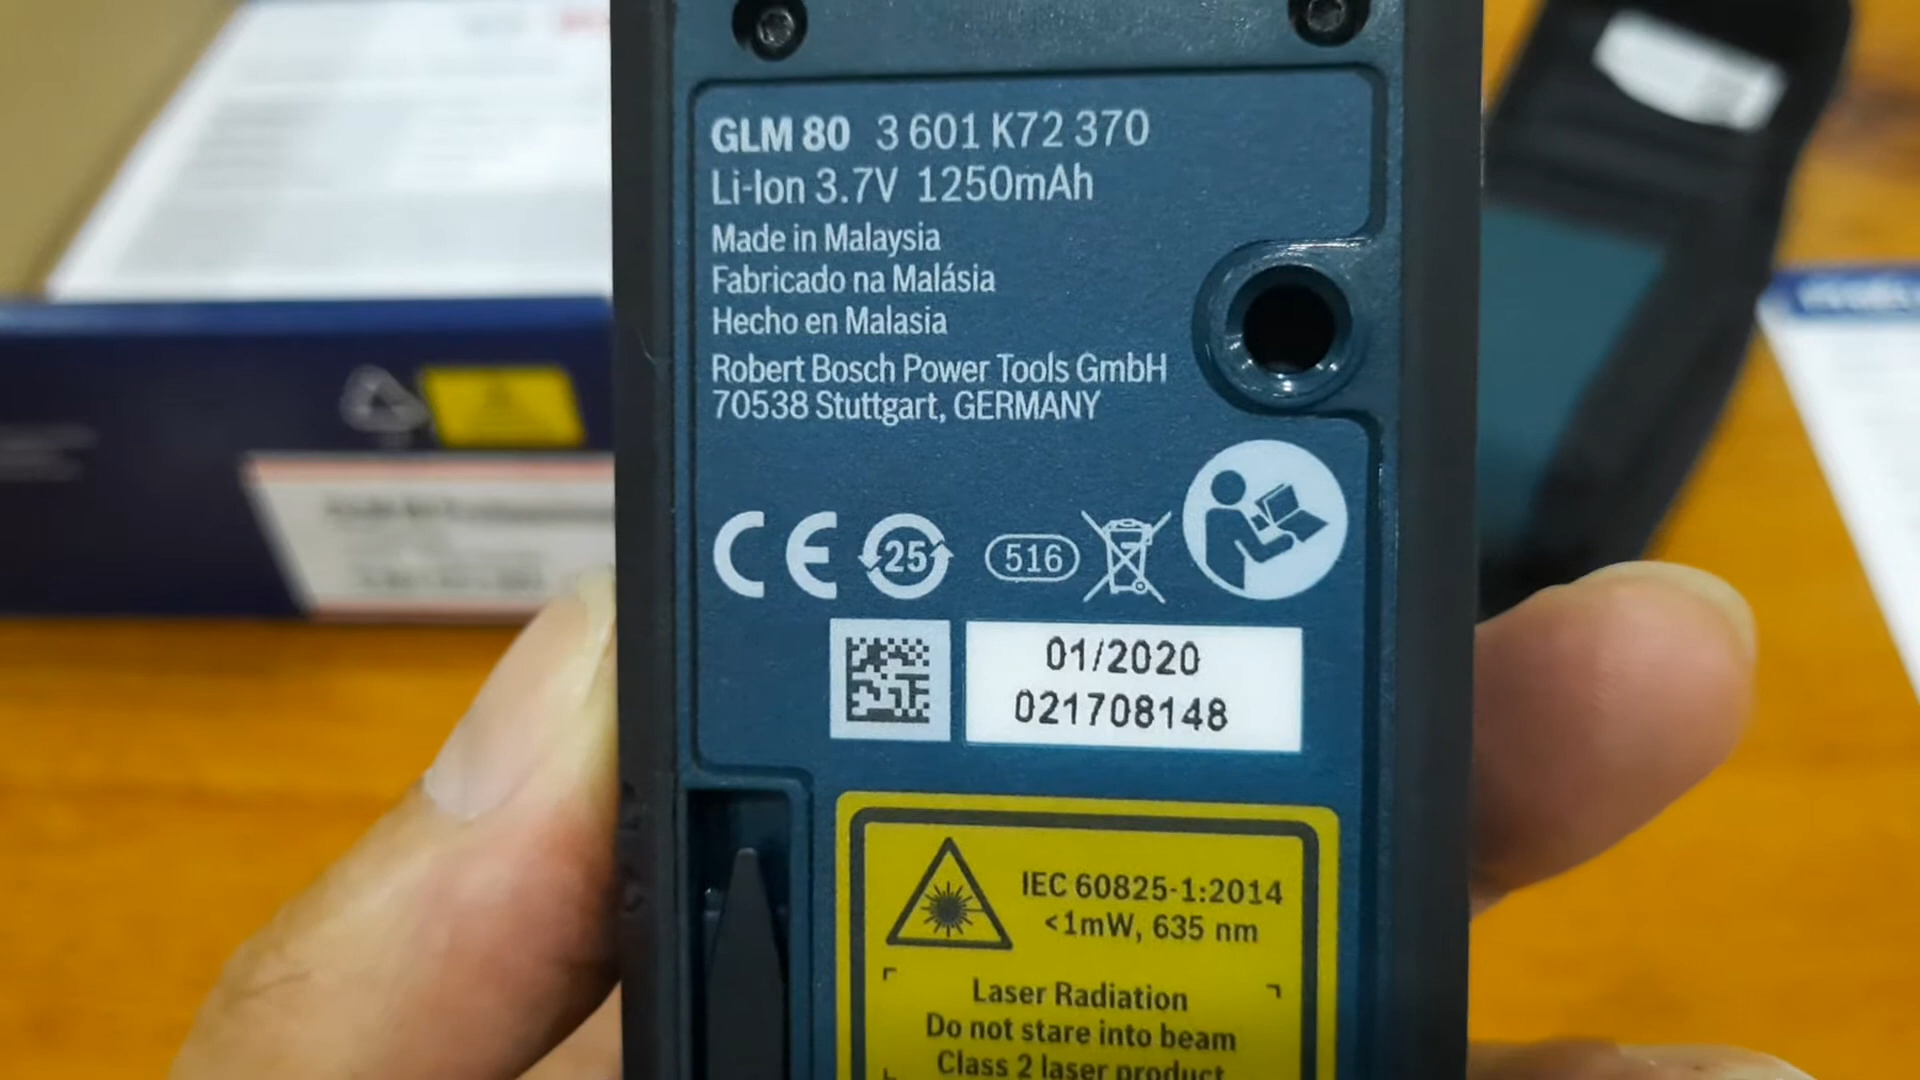 GLM 80 3 601 K72 370
Li-Ion 3.7V 1250mAh
Made in Malaysia
Fabricado na Malásia
Hecho en Malasia
Robert Bosch Power Tools GmbH
70538 Stuttgart, GERMANY
CE 25 516
01/2020
021708148
IEC 60825-1:2014
<1mW, 635 nm
Laser Radiation
Do not stare into beam
Class 2 laser product